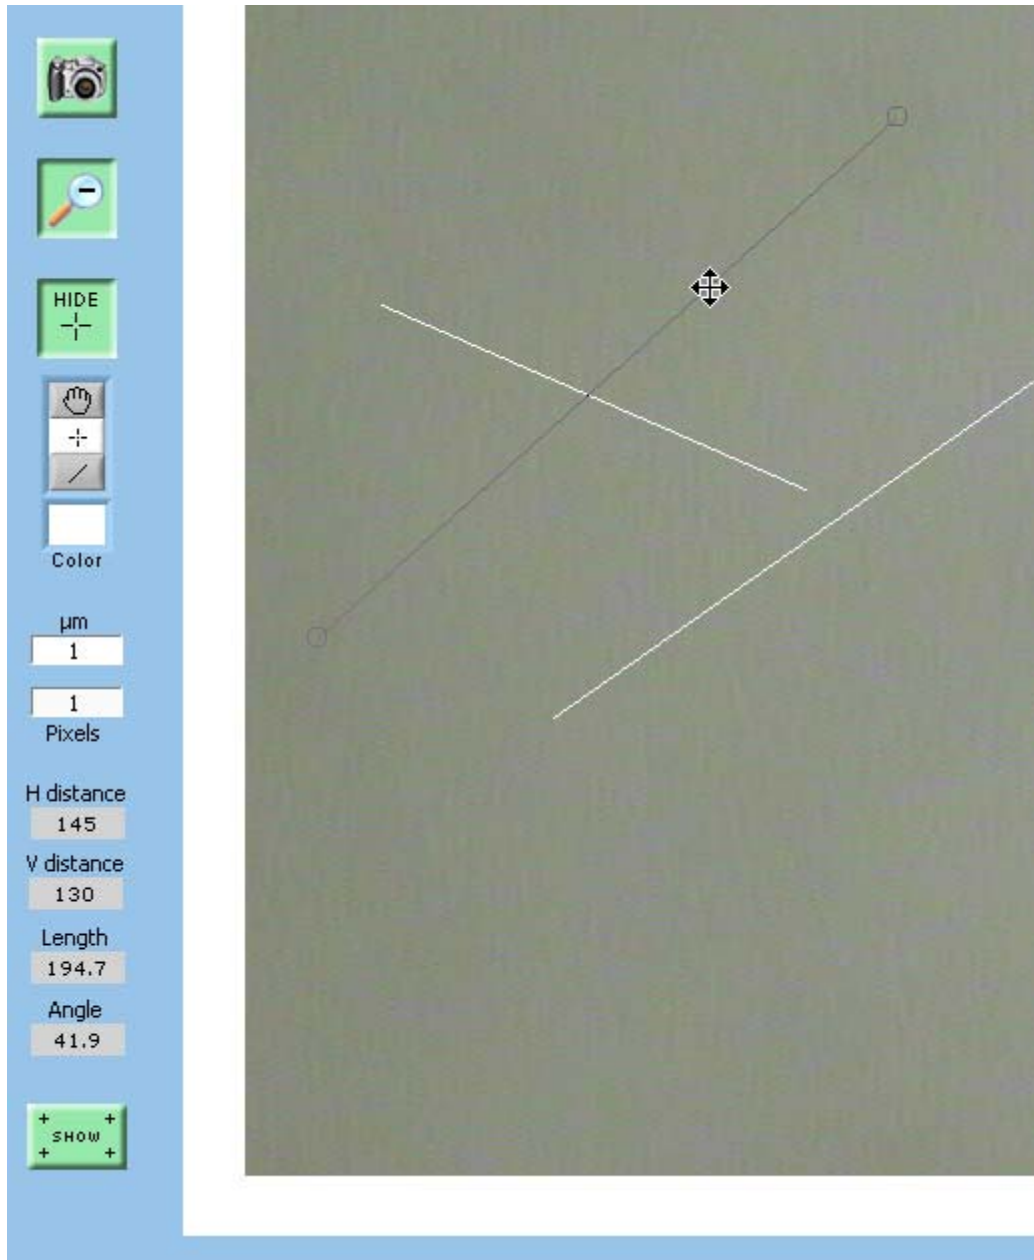 HIDE
Color
µm
1
1
Pixels
H distance
145
V distance
130
Length
194.7
Angle
41.9
SHOW